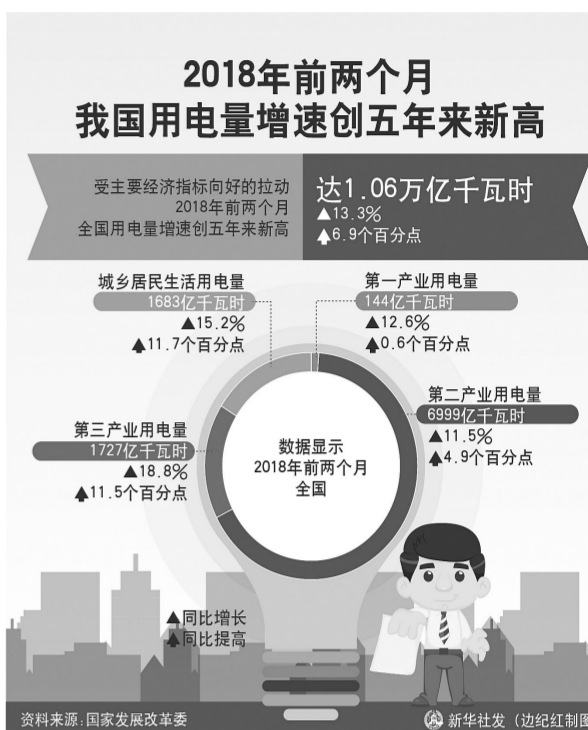 2018年前两个月
我国用电量增速创五年来新高
受主要经济指标向好的拉动
2018年前两个月
全国用电量增速创五年来新高
达1.06万亿千瓦时
▲13.3%
6.9个百分点
城乡居民生活用电量
1683亿千瓦时
▲15.2%
11.7个百分点
第一产业用电量
144亿千瓦时
▲12.6%
0.6个百分点
第二产业用电量
6999亿千瓦时
▲11.5%
4.9个百分点
第三产业用电量
1727亿千瓦时
▲18.8%
11.5个百分点
数据显示
2018年前两个月
全国
▲同比增长
同比提高
资料来源:国家发展改革委
新华社发（边纪红制图